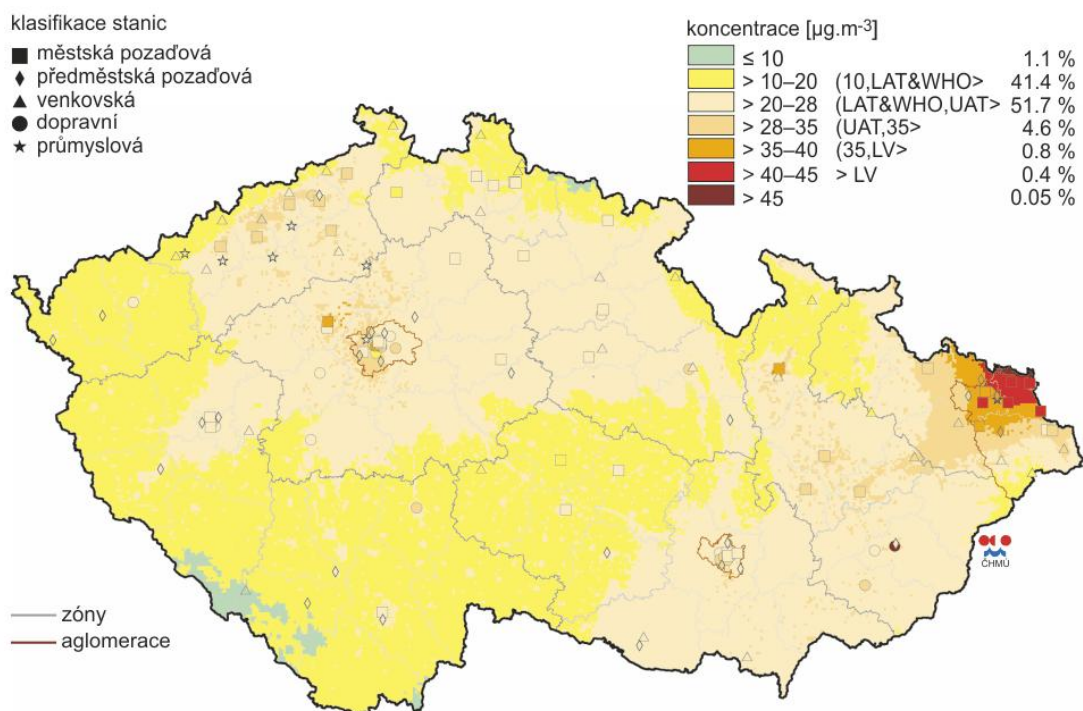 klasifikace stanic
městská pozaďová
předměstská pozaďová
venkovská
dopravní
průmyslová
koncentrace [µg.m-3]
≤ 10 1.1 %
> 10–20 (10,LAT&WHO> 41.4 %
> 20–28 (LAT&WHO,UAT> 51.7 %
> 28–35 (UAT,35> 4.6 %
> 35–40 (35,LV> 0.8 %
> 40–45 > LV 0.4 %
> 45 0.05 %
ČHMÚ
zóny
aglomerace